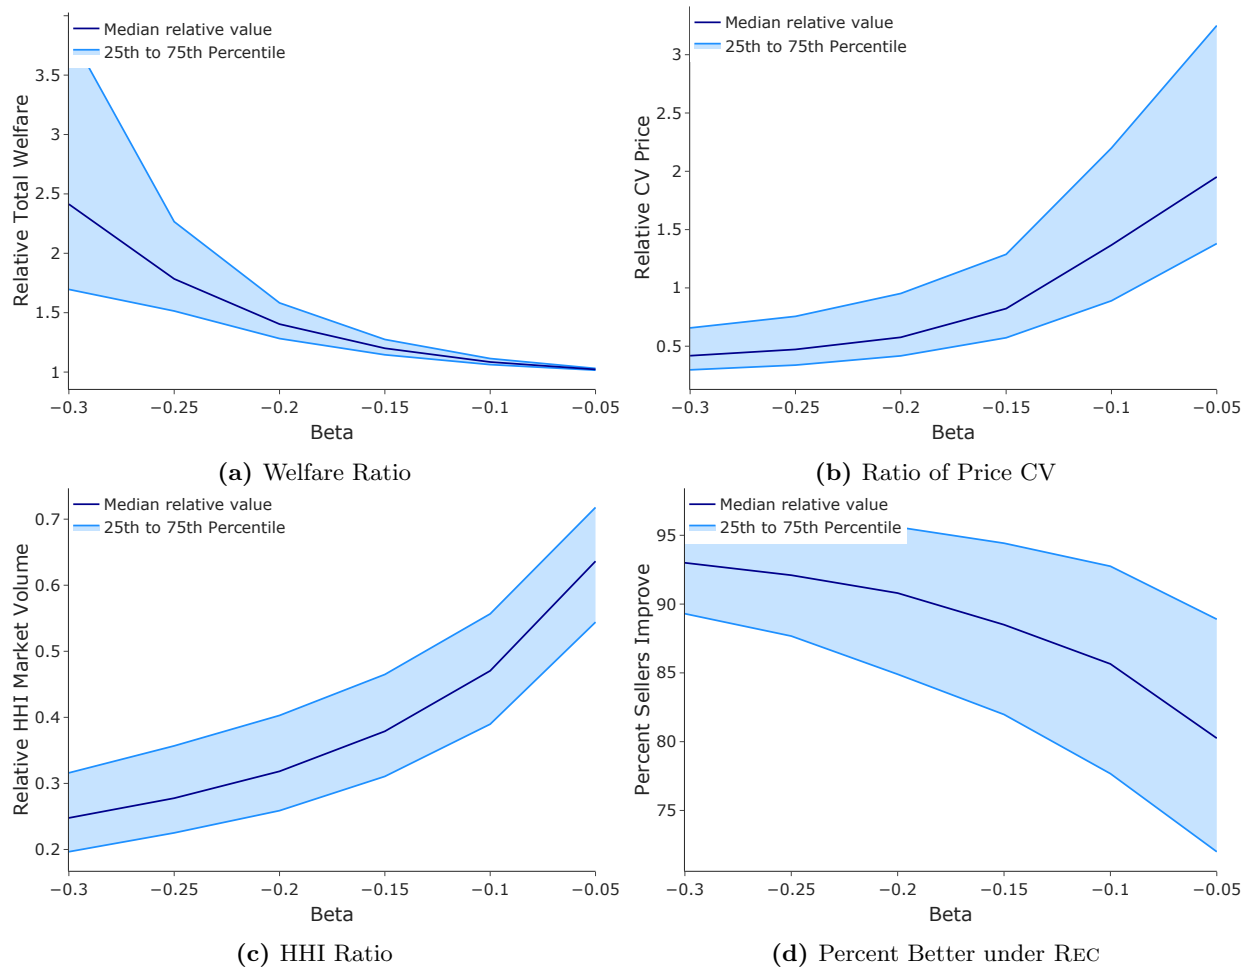 Median relative value
25th to 75th Percentile
Relative Total Welfare
3.5
3
2.5
2
1.5
1
−0.3 −0.25 −0.2 −0.15 −0.1 −0.05
Beta
(a) Welfare Ratio
Median relative value
25th to 75th Percentile
Relative CV Price
3
2.5
2
1.5
1
0.5
−0.3 −0.25 −0.2 −0.15 −0.1 −0.05
Beta
(b) Ratio of Price CV
Median relative value
25th to 75th Percentile
Relative HHI Market Volume
0.7
0.6
0.5
0.4
0.3
0.2
−0.3 −0.25 −0.2 −0.15 −0.1 −0.05
Beta
(c) HHI Ratio
Median relative value
25th to 75th Percentile
Percent Sellers Improve
95
90
85
80
75
−0.3 −0.25 −0.2 −0.15 −0.1 −0.05
Beta
(d) Percent Better under REC